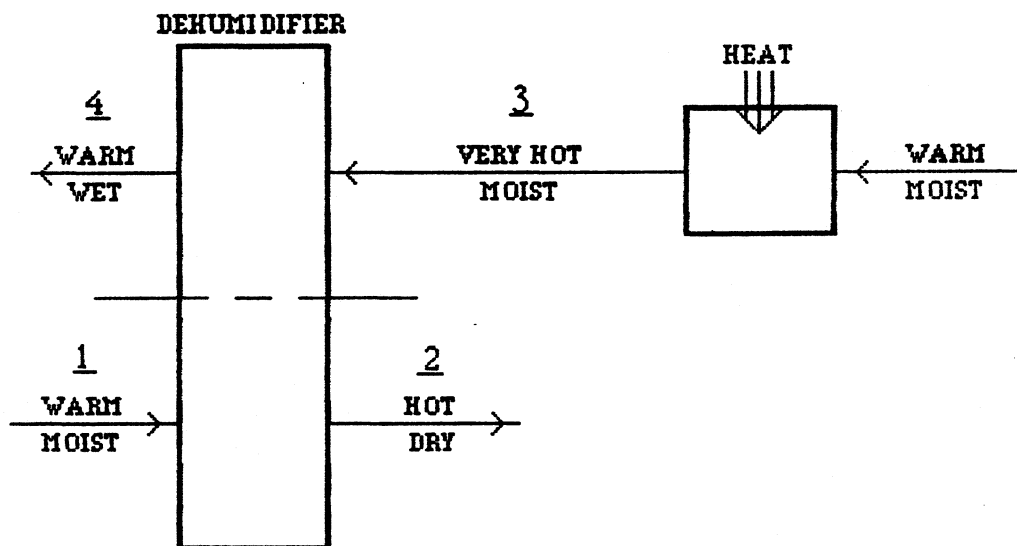 DEHUMIDIFIER
HEAT
4
WARM
WET
3
VERY HOT
MOIST
WARM
MOIST
1
WARM
MOIST
2
HOT
DRY